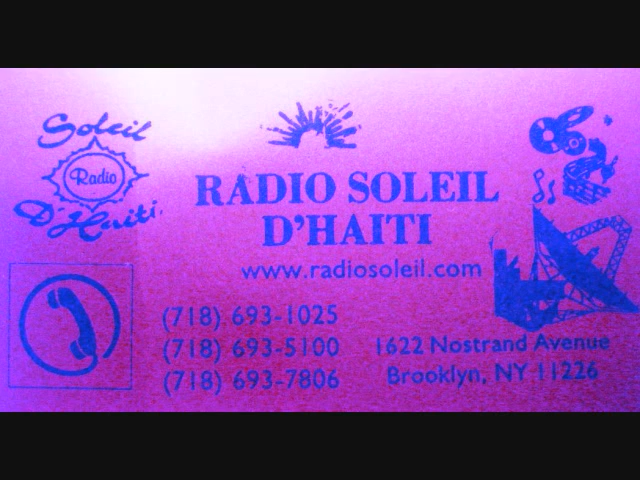 Soleil
Radio
D'Haiti
RADIO SOLEIL
D'HAITI
www.radiosoleil.com
(718) 693-1025
(718) 693-5100
(718) 693-7806
1622 Nostrand Avenue
Brooklyn, NY 11226